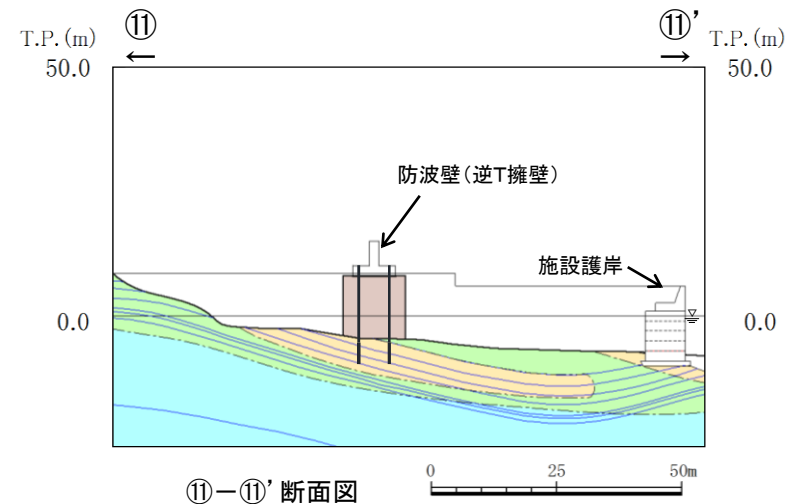 ⑪ ⑪’
T.P.(m) T.P.(m)
← →
50.0 50.0
防波壁(逆T擁壁)
施設護岸
0.0 0.0
0 25 50m
⑪－⑪’断面図